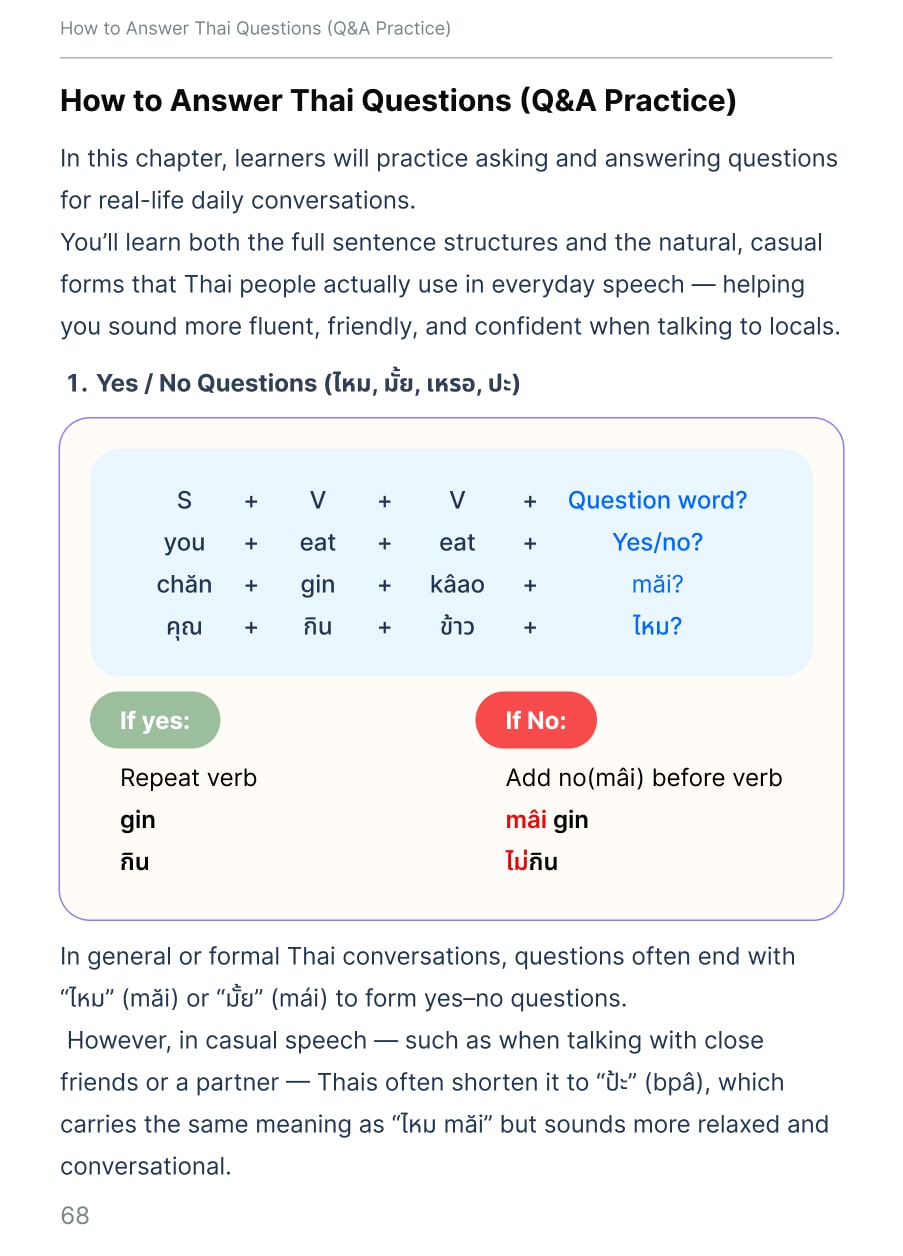 How to Answer Thai Questions (Q&A Practice)
How to Answer Thai Questions (Q&A Practice)
In this chapter, learners will practice asking and answering questions
for real-life daily conversations.
You’ll learn both the full sentence structures and the natural, casual
forms that Thai people actually use in everyday speech — helping
you sound more fluent, friendly, and confident when talking to locals.
1. Yes / No Questions (ไหม, มั้ย, เหรอ, ปะ)
S + V + V + Question word?
you + eat + eat + Yes/no?
chăn + gin + kâao + măi?
คุณ + กิน + ข้าว + ไหม?
If yes: If No:
Repeat verb Add no(mâi) before verb
gin mâi gin
กิน ไม่กิน
In general or formal Thai conversations, questions often end with
“ไหม” (măi) or “มั้ย” (mái) to form yes–no questions.
However, in casual speech — such as when talking with close
friends or a partner — Thais often shorten it to “ป้ะ” (bpâ), which
carries the same meaning as “ไหม măi” but sounds more relaxed and
conversational.
68